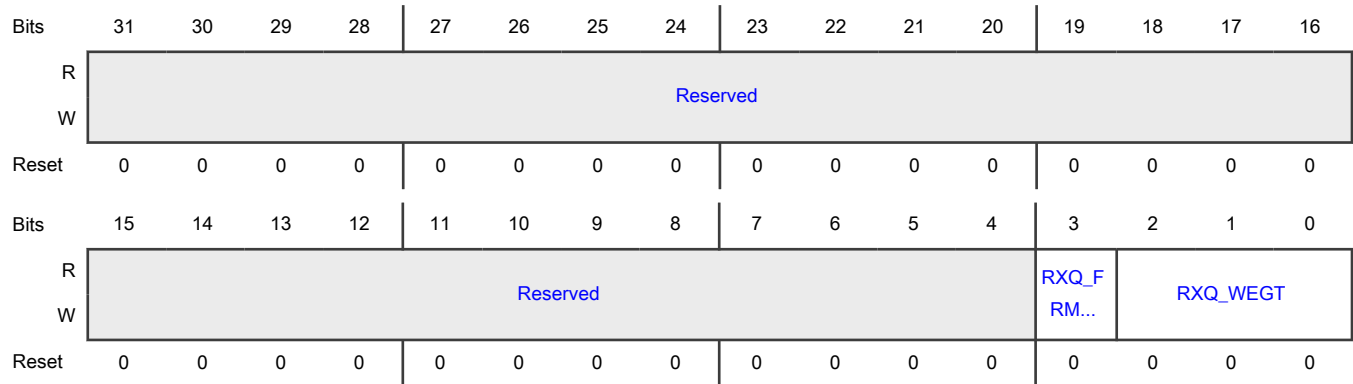 Bits 31 30 29 28 27 26 25 24 23 22 21 20 19 18 17 16
R
Reserved
W
Reset 0 0 0 0 0 0 0 0 0 0 0 0 0 0 0 0
Bits 15 14 13 12 11 10 9 8 7 6 5 4 3 2 1 0
R
Reserved RXQ_F RXQ_WEGT
W RM...
Reset 0 0 0 0 0 0 0 0 0 0 0 0 0 0 0 0